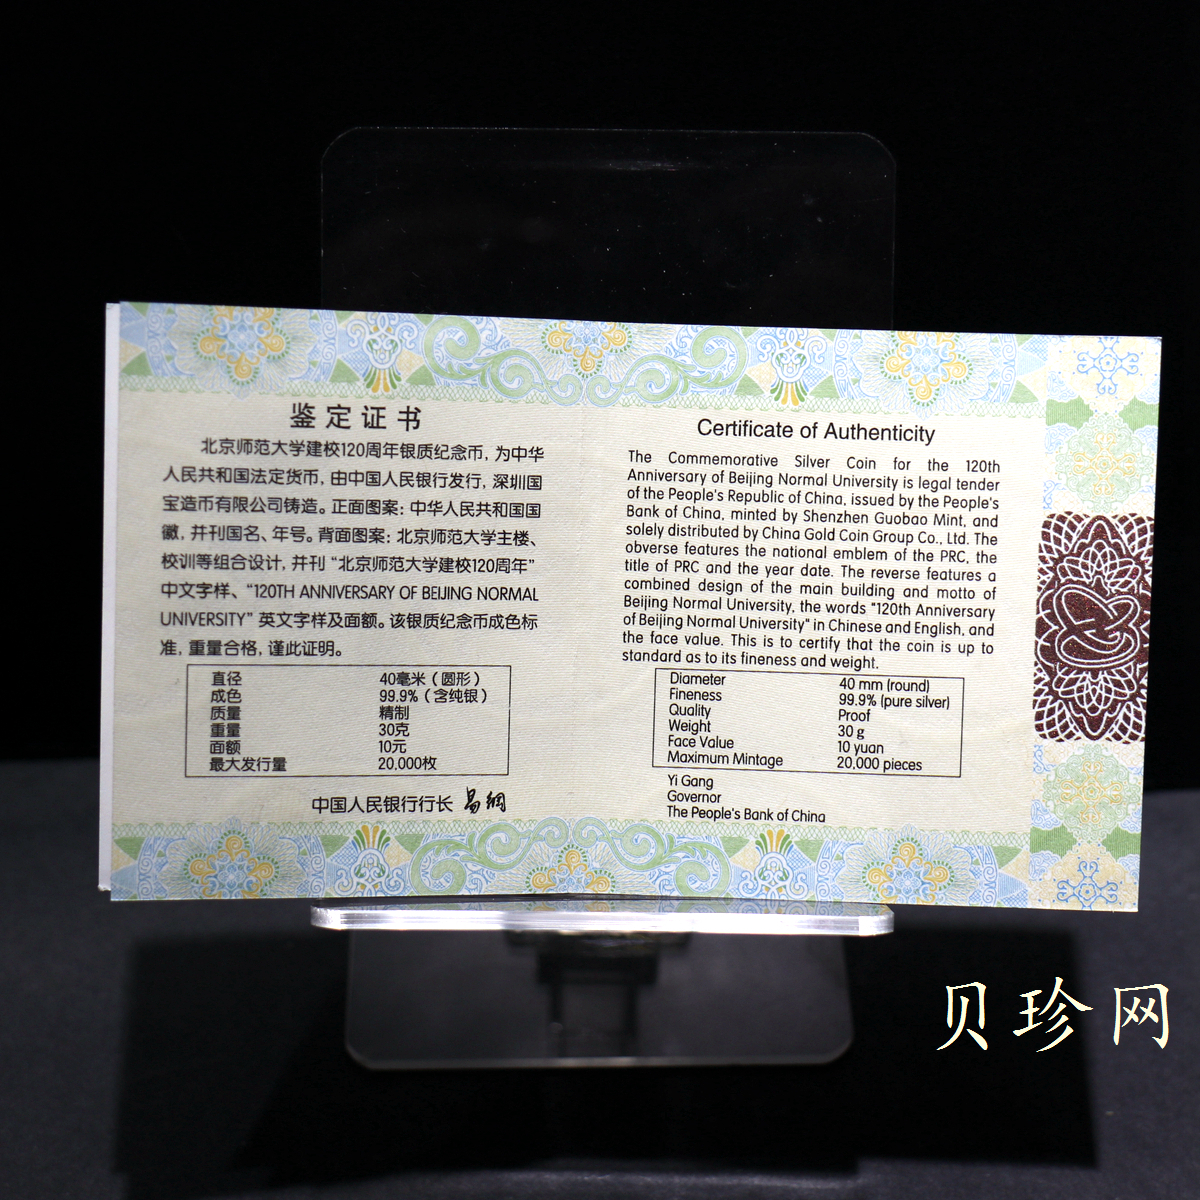 鉴定证书
北京师范大学建校120周年银质纪念币，为中华
人民共和国法定货币，由中国人民银行发行，深圳国
宝造币有限公司铸造。正面图案：中华人民共和国国
徽，并刊国名、年号。背面图案：北京师范大学主楼、
校训等组合设计，并刊“北京师范大学建校120周年”
中文字样、“120TH ANNIVERSARY OF BEIJING NORMAL
UNIVERSITY”英文字样及面额。该银质纪念币成色标
准，重量合格，谨此证明。
直径 40毫米（圆形）
成色 99.9%（含纯银）
质量 精制
重量 30克
面额 10元
最大发行量 20,000枚
中国人民银行行长 易纲
Certificate of Authenticity
The Commemorative Silver Coin for the 120th
Anniversary of Beijing Normal University is legal tender
of the People's Republic of China, issued by the People's
Bank of China, minted by Shenzhen Guobao Mint, and
solely distributed by China Gold Coin Group Co., Ltd. The
obverse features the national emblem of the PRC, the
title of PRC and the year date. The reverse features a
combined design of the main building and motto of
Beijing Normal University, the words "120th Anniversary
of Beijing Normal University" in Chinese and English, and
the face value. This is to certify that the coin is up to
standard as to its fineness and weight.
Diameter 40 mm (round)
Fineness 99.9% (pure silver)
Quality Proof
Weight 30 g
Face Value 10 yuan
Maximum Mintage 20,000 pieces
Yi Gang
Governor
The People's Bank of China
贝珍网